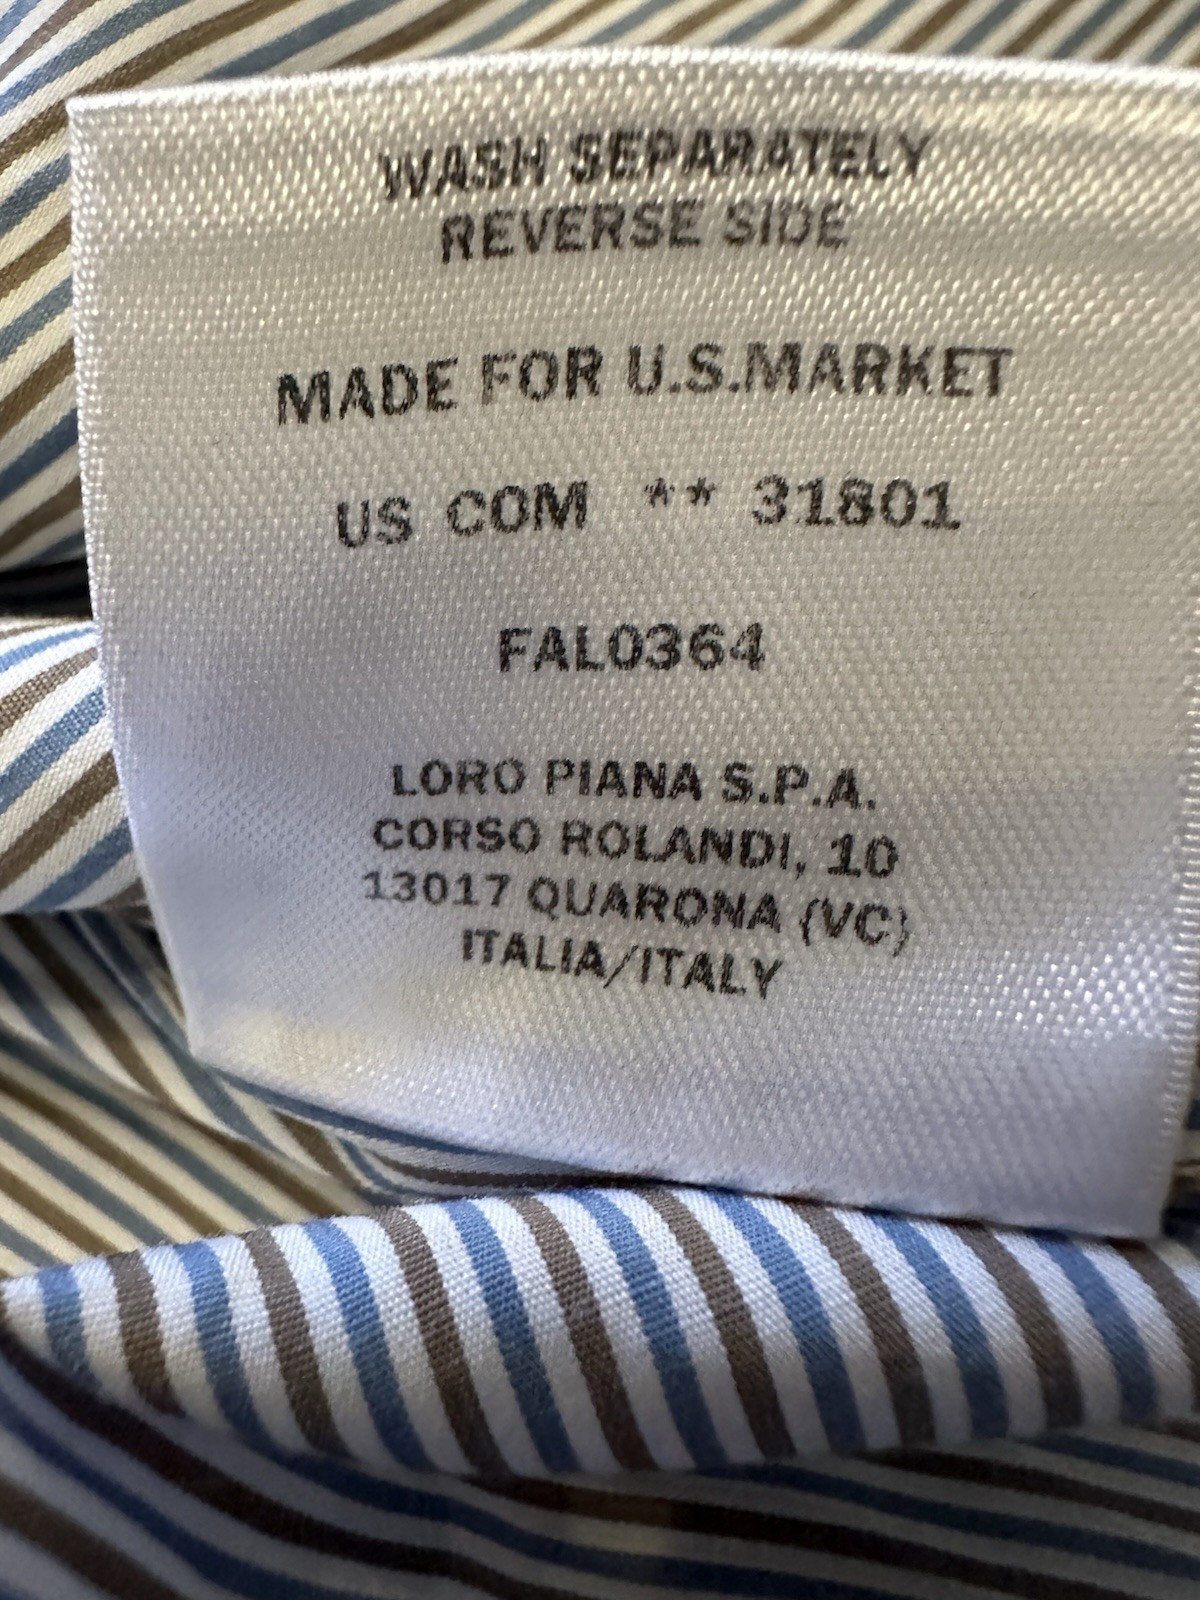 WASH SEPARATELY
REVERSE SIDE
MADE FOR U.S.MARKET
US COM ** 31801
FAL0364
LORO PIANA S.P.A.
CORSO ROLANDI, 10
13017 QUARONA (VC)
ITALIA/ITALY